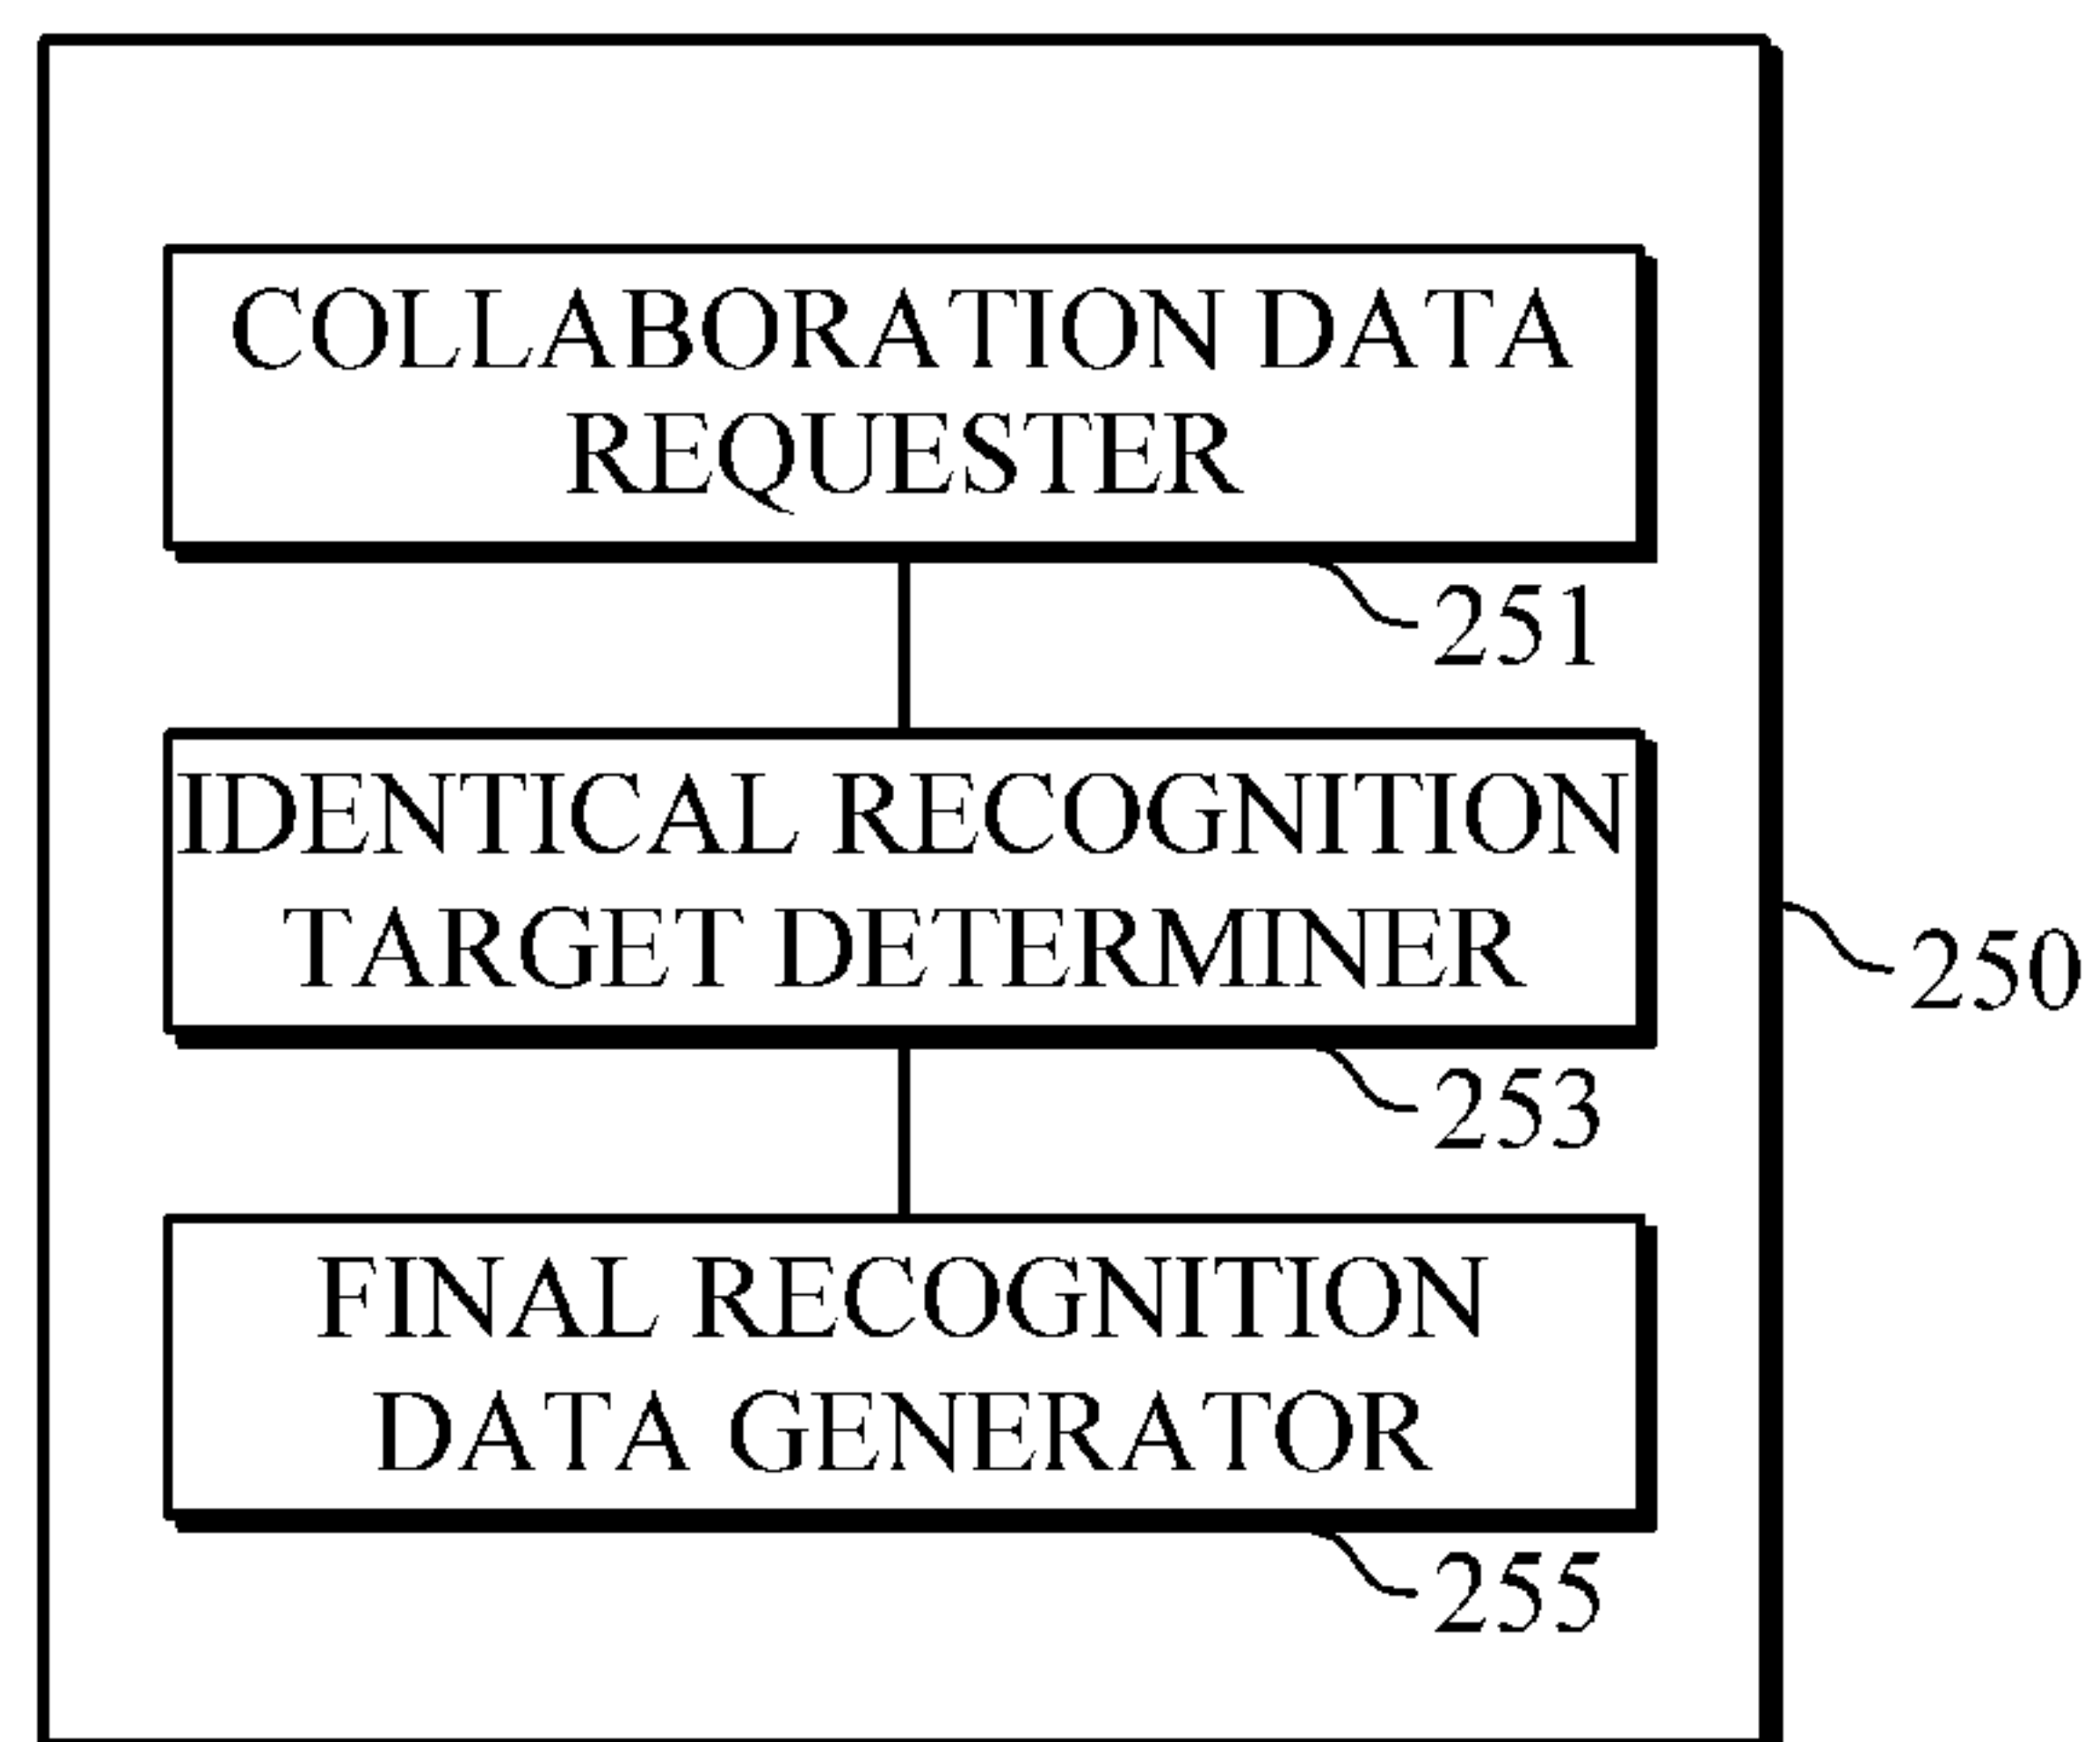 COLLABORATION DATA
REQUESTER
251
IDENTICAL RECOGNITION
TARGET DETERMINER
250
253
FINAL RECOGNITION
DATA GENERATOR
255